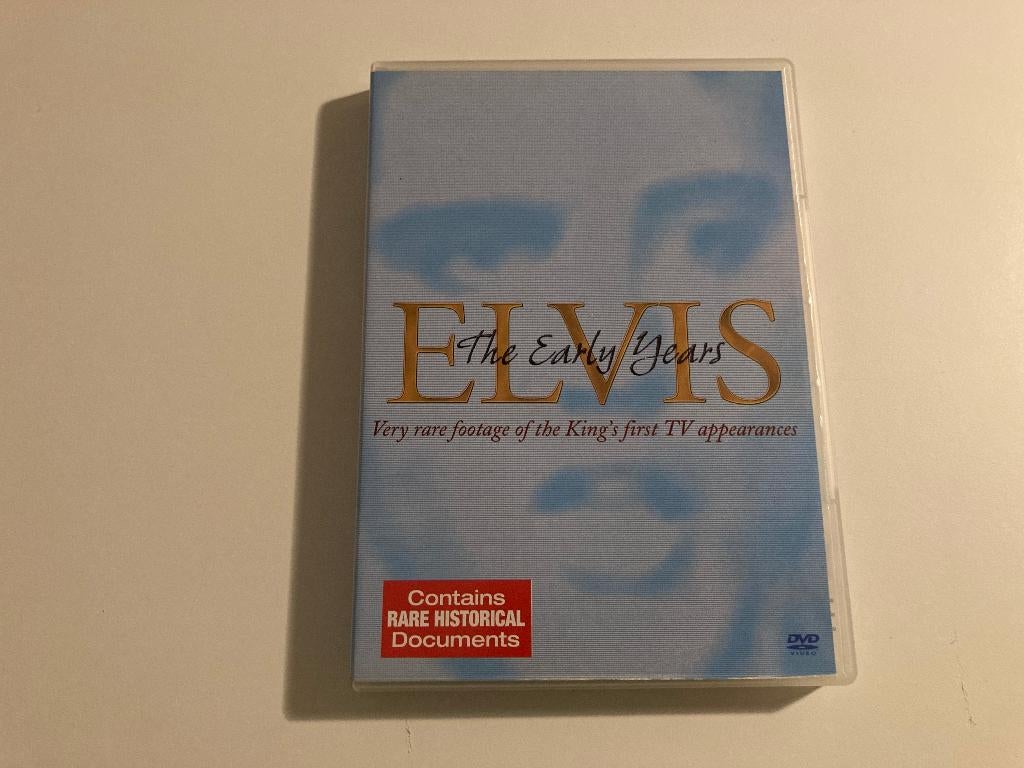 ELVIS
The Early Years
Very rare footage of the King's first TV appearances
Contains
RARE HISTORICAL
Documents
DVD
VIDEO